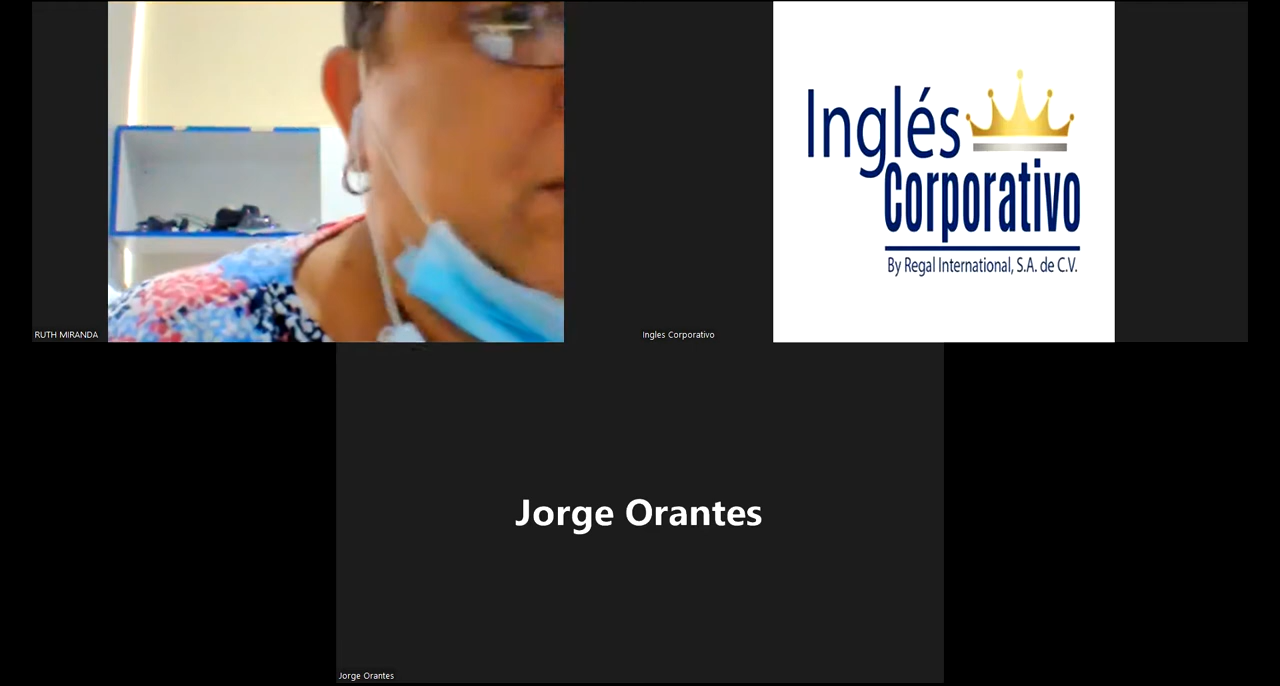 Inglés
Corporativo
By Regal International, S.A. de C.V.
RUTH MIRANDA
Ingles Corporativo
Jorge Orantes
Jorge Orantes